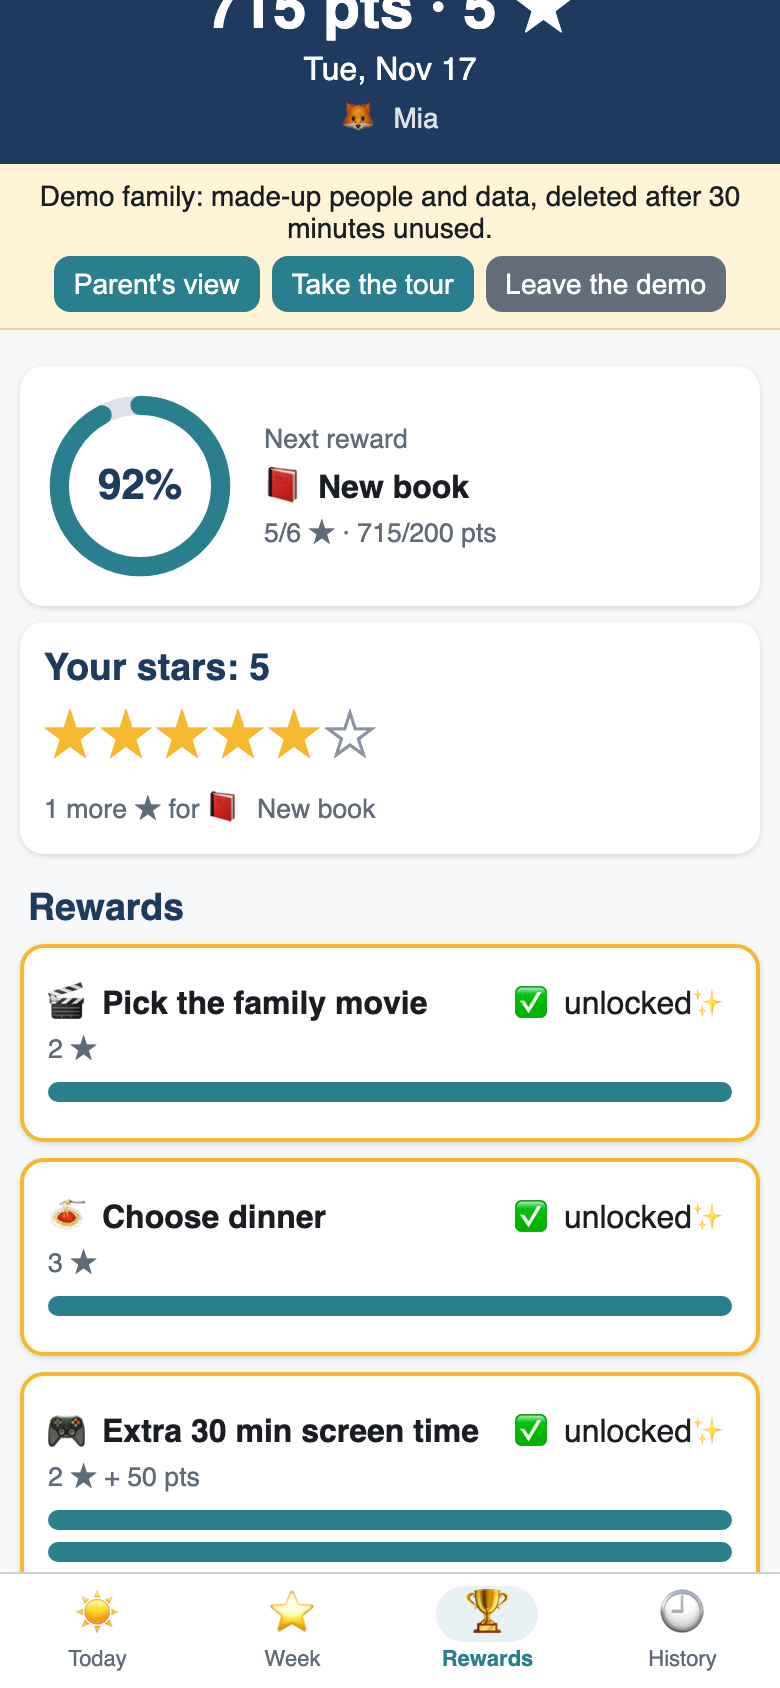 715 pts · 5 ★
Tue, Nov 17
🦊 Mia
Demo family: made-up people and data, deleted after 30
minutes unused.
Parent's view
Take the tour
Leave the demo
92%
Next reward
📕 New book
5/6 ★ · 715/200 pts
Your stars: 5
1 more ★ for 📕 New book
Rewards
🎬 Pick the family movie ✅ unlocked✨
2 ★
🍝 Choose dinner ✅ unlocked✨
3 ★
🎮 Extra 30 min screen time ✅ unlocked✨
2 ★ + 50 pts
Today
Week
Rewards
History